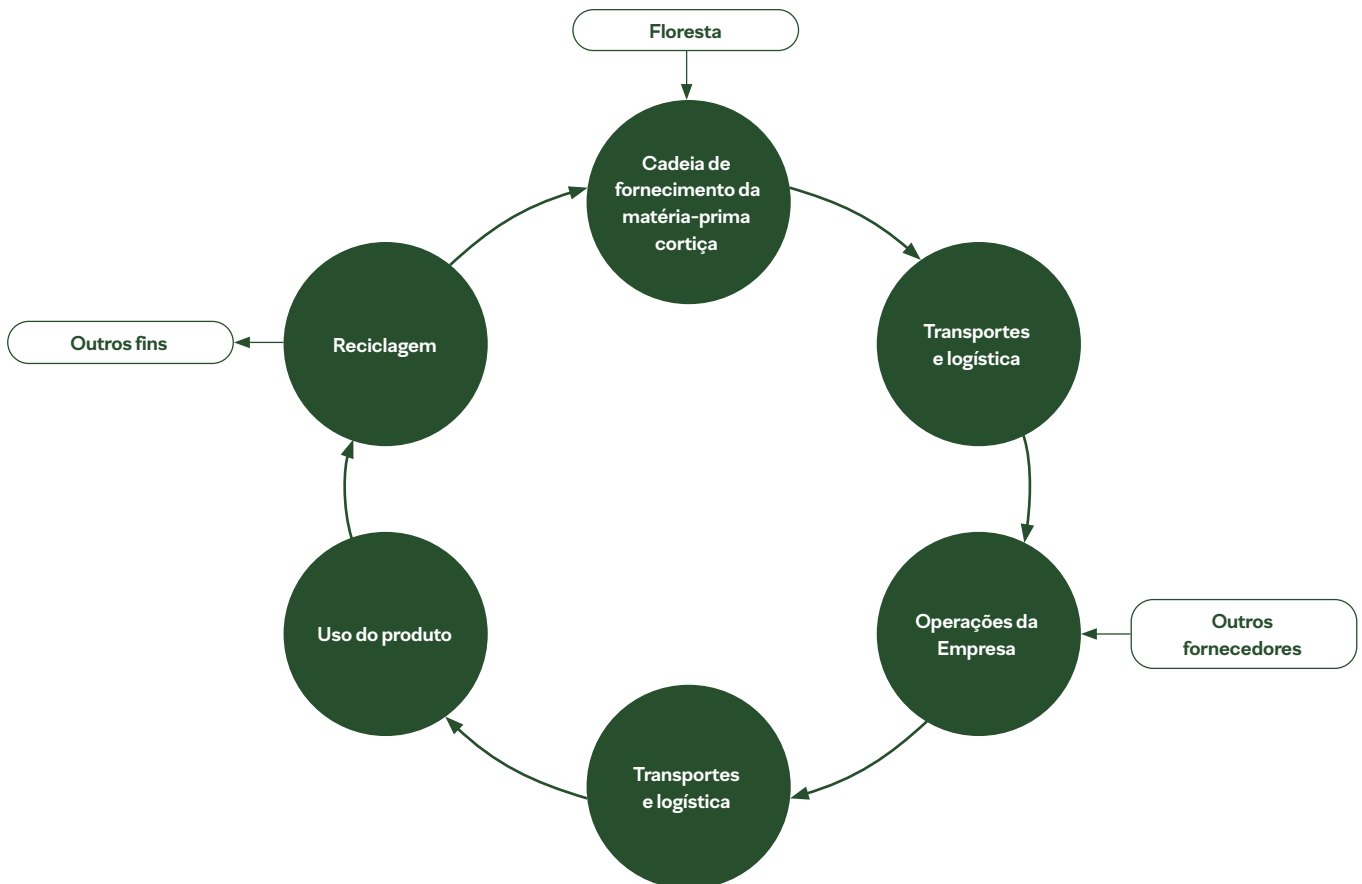 Floresta
Cadeia de
fornecimento da
matéria-prima
cortiça
Transportes
e logística
Operações da
Empresa
Outros
fornecedores
Transportes
e logística
Uso do produto
Reciclagem
Outros fins